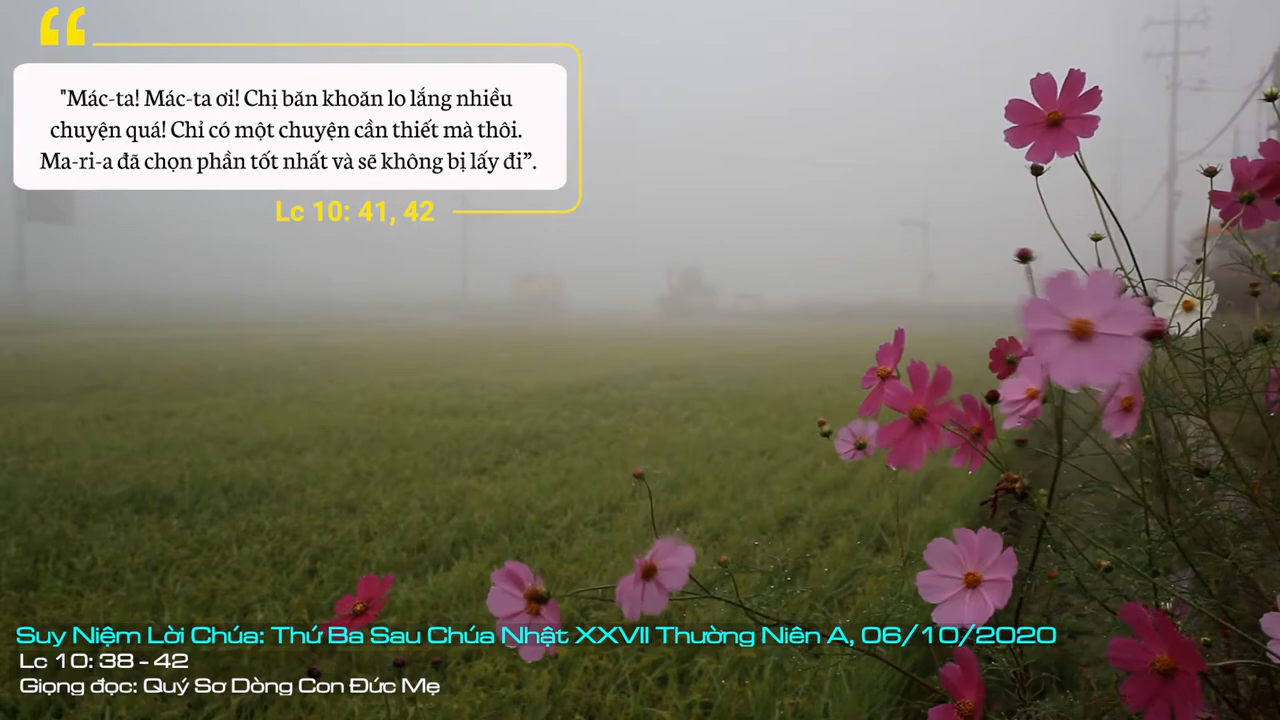 "Mác-ta! Mác-ta ơi! Chị băn khoăn lo lắng nhiều
chuyện quá! Chỉ có một chuyện cần thiết mà thôi.
Ma-ri-a đã chọn phần tốt nhất và sẽ không bị lấy đi”.
Lc 10: 41, 42
Suy Niệm Lời Chúa: Thứ Ba Sau Chúa Nhật XXVII Thường Niên A, 06/10/2020
Lc 10: 38 - 42
Giọng đọc: Quý Sơ Dòng Con Đức Mẹ